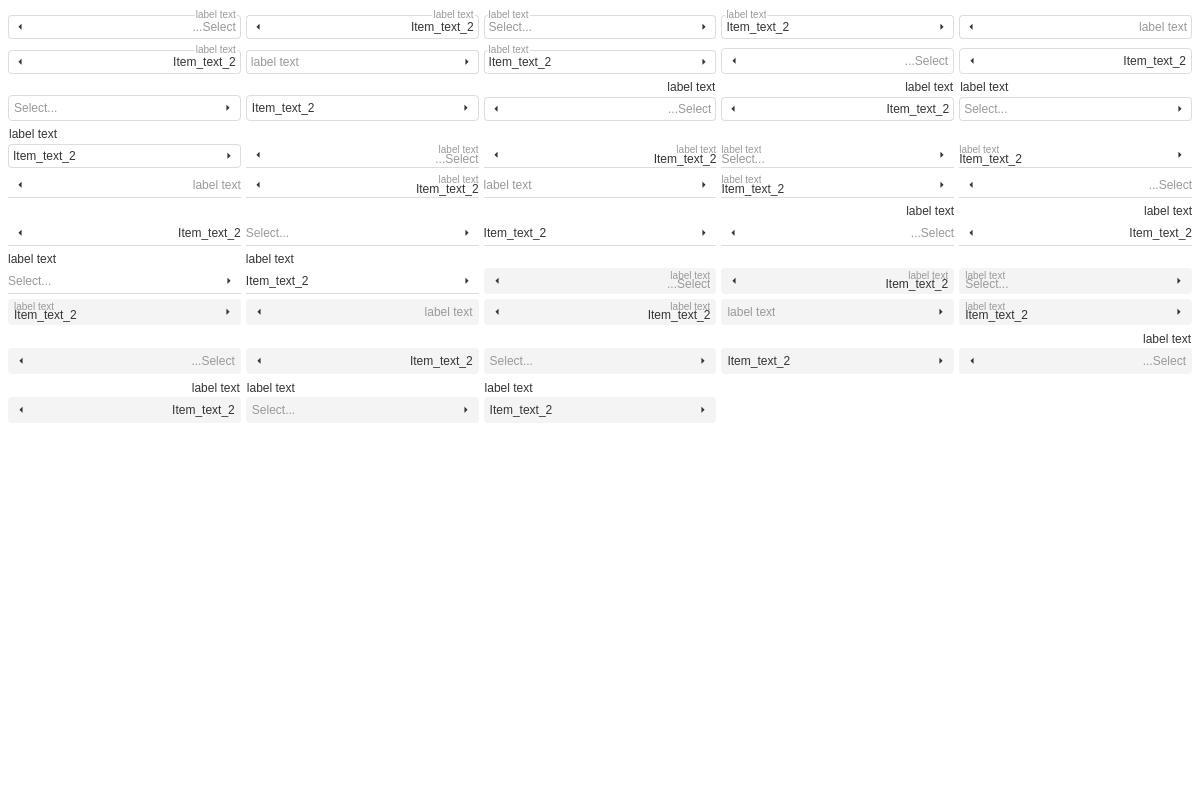 label text label text label text label text
...Select Item_text_2 Select... Item_text_2 label text
label text label text
Item_text_2 label text Item_text_2 ...Select Item_text_2
label text label text label text
Select... Item_text_2 ...Select Item_text_2 Select...
label text
label text label text label text label text
Item_text_2 ...Select Item_text_2 Select... Item_text_2
label text label text
label text Item_text_2 label text Item_text_2 ...Select
label text label text
Item_text_2 Select... Item_text_2 ...Select Item_text_2
label text label text
label text label text label text
Select... Item_text_2 ...Select Item_text_2 Select...
label text label text label text
Item_text_2 label text Item_text_2 label text Item_text_2
label text
...Select Item_text_2 Select... Item_text_2 ...Select
label text label text label text
Item_text_2 Select... Item_text_2